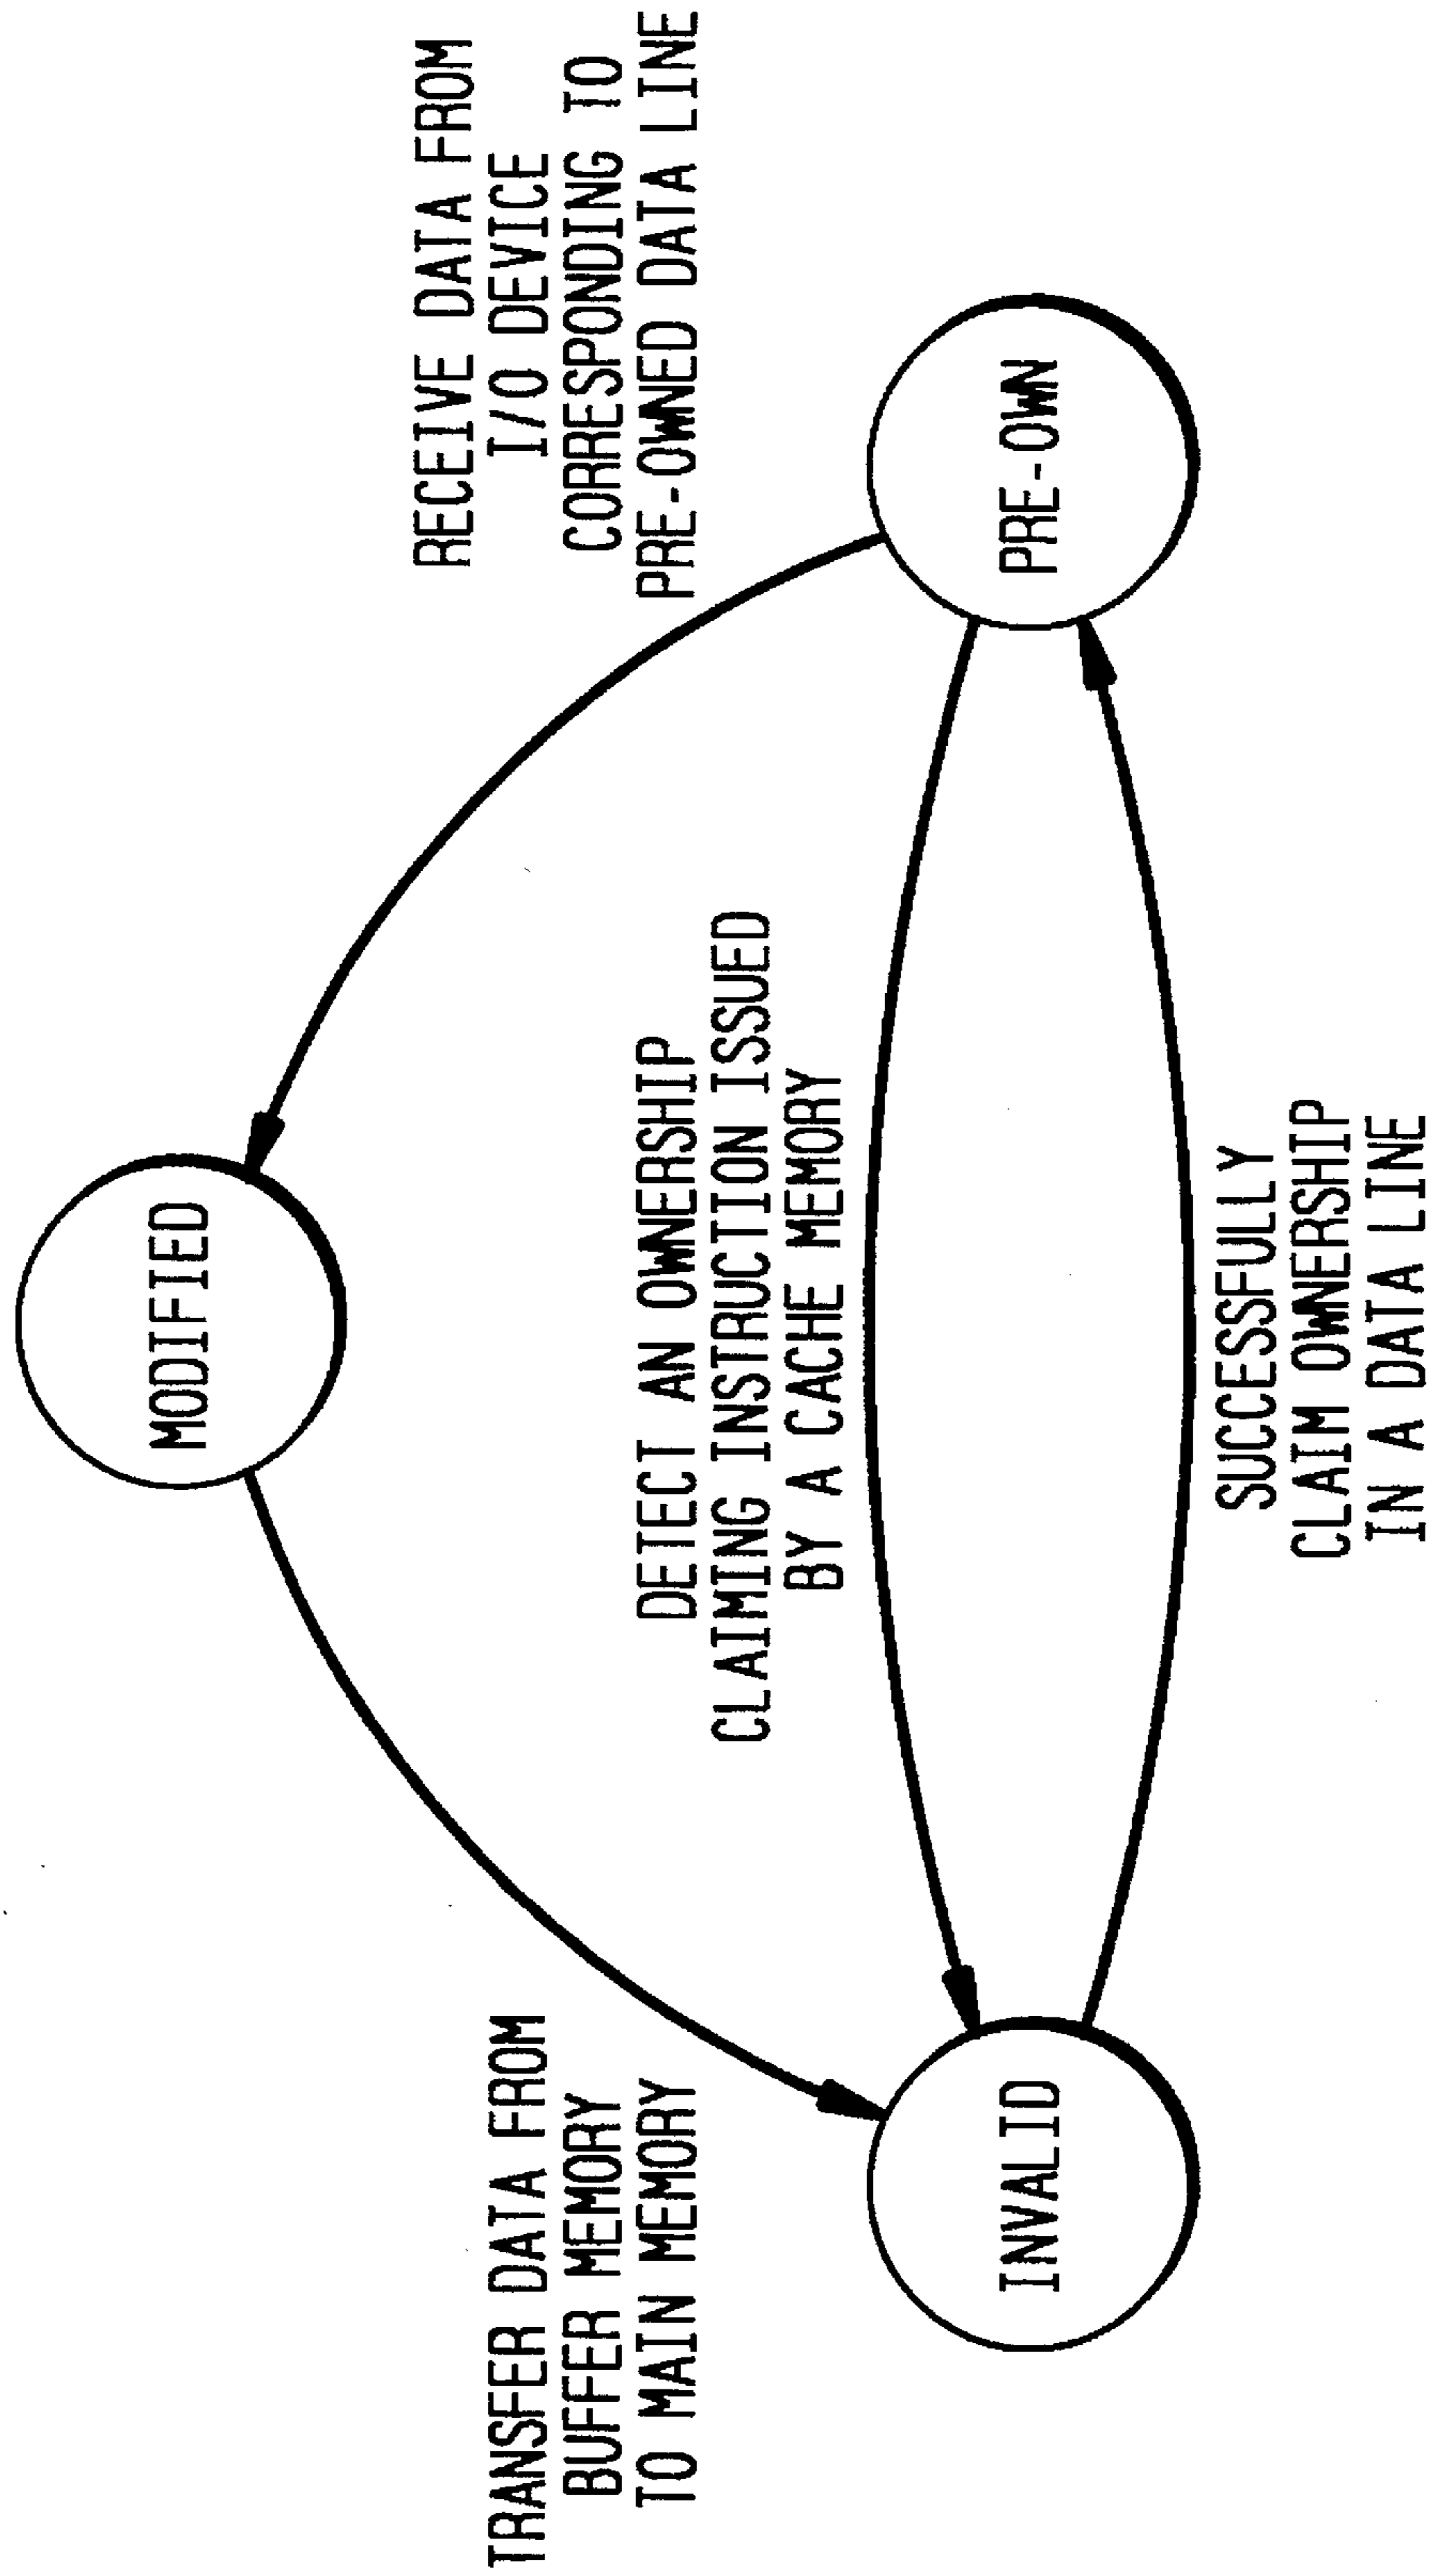 MODIFIED
TRANSFER DATA FROM
BUFFER MEMORY
TO MAIN MEMORY
RECEIVE DATA FROM
I/O DEVICE
CORRESPONDING TO
PRE-OWNED DATA LINE
DETECT AN OWNERSHIP
CLAIMING INSTRUCTION ISSUED
BY A CACHE MEMORY
INVALID
PRE-OWN
SUCCESSFULLY
CLAIM OWNERSHIP
IN A DATA LINE